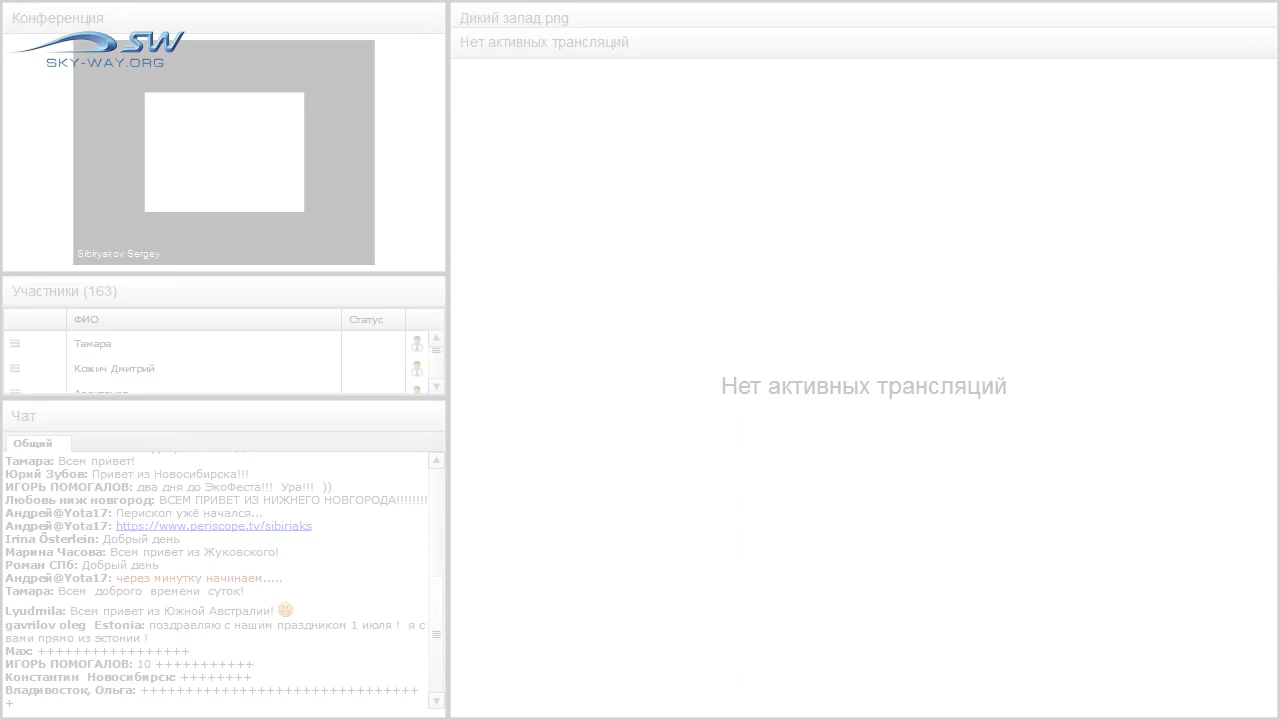 Конференция
SW
SKY-WAY.ORG
Sibiryakov Sergey
Участники (163)
ФИО Статус
Тамара
Кожич Дмитрий
Чат
Общий
Тамара: Всем привет!
Юрий Зубов: Привет из Новосибирска!!!
ИГОРЬ ПОМОГАЛОВ: два дня до ЭкоФеста!!! Ура!!! ))
Любовь ниж новгород: ВСЕМ ПРИВЕТ ИЗ НИЖНЕГО НОВГОРОДА!!!!!!!!
Андрей@Yota17: Перископ ужё начался...
Андрей@Yota17: https://www.periscope.tv/sibiriaks
Irina Österlein: Добрый день
Марина Часова: Всем привет из Жуковского!
Роман СПб: Добрый день
Андрей@Yota17: через минутку начинаем.....
Тамара: Всем доброго времени суток!
Lyudmila: Всем привет из Южной Австралии!
gavrilov oleg Estonia: поздравляю с нашим праздником 1 июля ! я с
вами прямо из эстонии !
Max: +++++++++++++++++
ИГОРЬ ПОМОГАЛОВ: 10 +++++++++++
Константин Новосибирск: ++++++++
Владивосток, Ольга: +++++++++++++++++++++++++++++++
+
Дикий запад.png
Нет активных трансляций
Нет активных трансляций